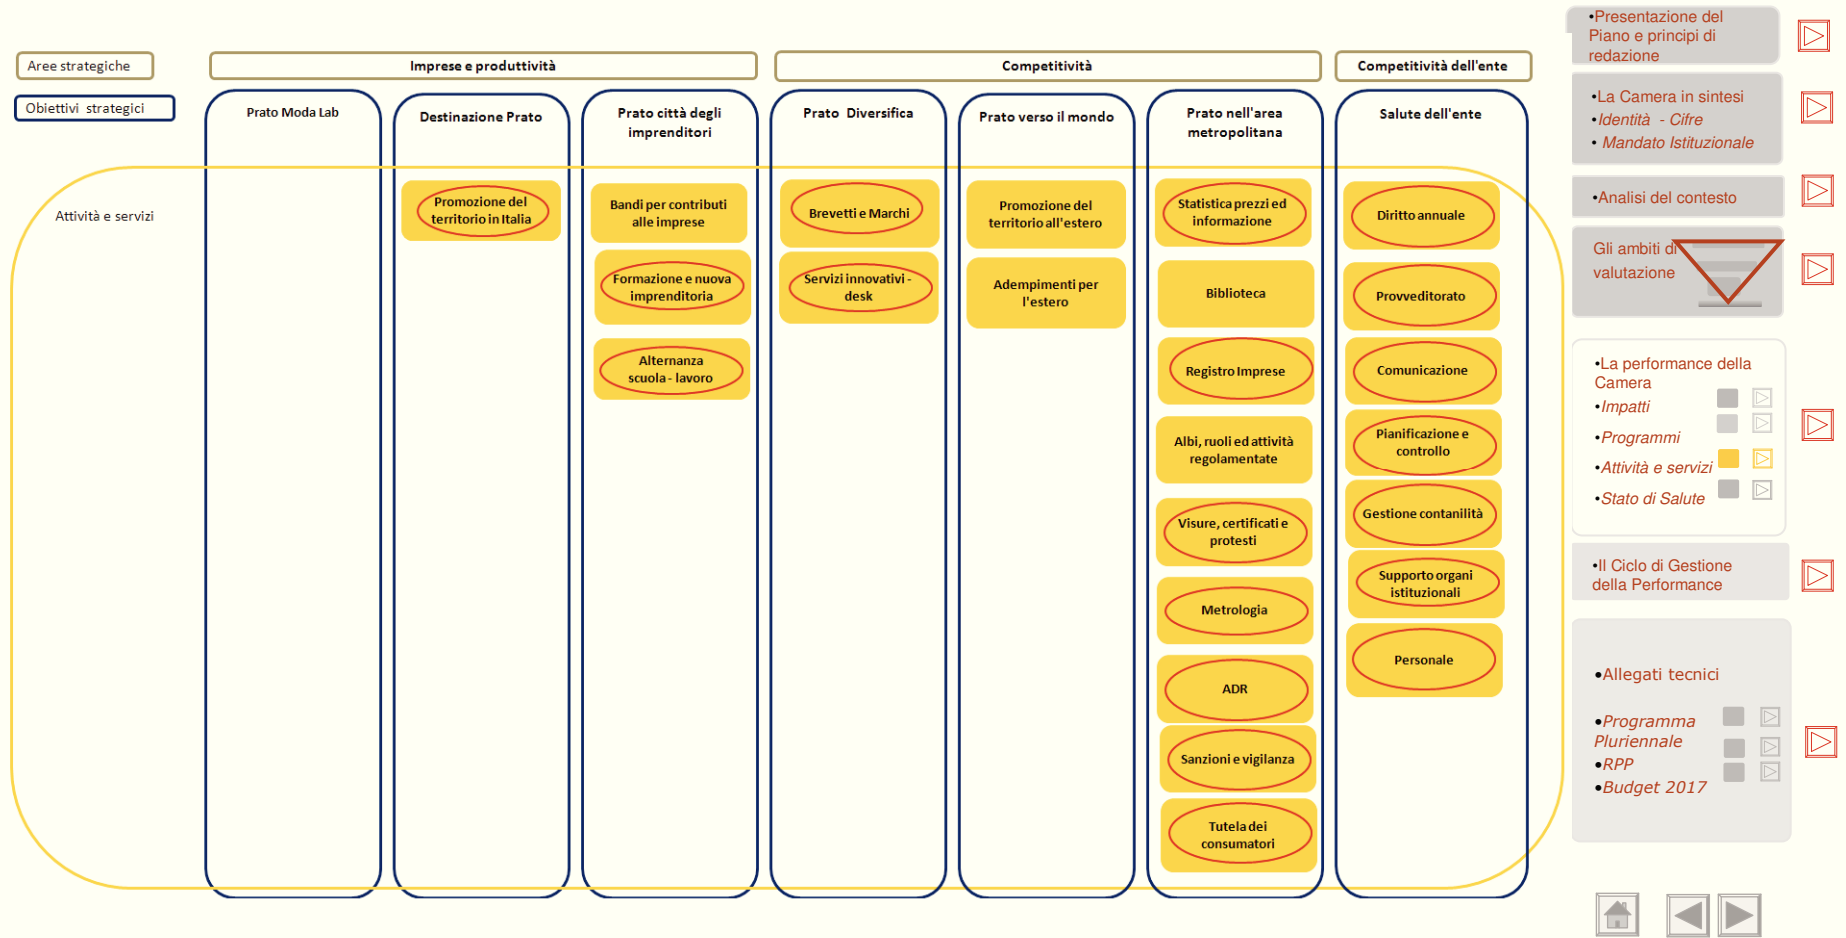 Aree strategiche
Imprese e produttività
Competitività
Competitività dell'ente
Obiettivi strategici
Prato Moda Lab
Destinazione Prato
Prato città degli
imprenditori
Prato Diversifica
Prato verso il mondo
Prato nell'area
metropolitana
Salute dell'ente
Attività e servizi
Promozione del
territorio in Italia
Bandi per contributi
alle imprese
Formazione e nuova
imprenditoria
Alternanza
scuola - lavoro
Brevetti e Marchi
Servizi innovativi -
desk
Promozione del
territorio all'estero
Adempimenti per
l'estero
Statistica prezzi ed
informazione
Biblioteca
Registro Imprese
Albi, ruoli ed attività
regolamentate
Visure, certificati e
protesti
Metrologia
ADR
Sanzioni e vigilanza
Tutela dei
consumatori
Diritto annuale
Provveditorato
Comunicazione
Pianificazione e
controllo
Gestione contanilità
Supporto organi
istituzionali
Personale
•Presentazione del
Piano e principi di
redazione
•La Camera in sintesi
•Identità - Cifre
• Mandato Istituzionale
•Analisi del contesto
Gli ambiti di
valutazione
•La performance della
Camera
•Impatti
•Programmi
•Attività e servizi
•Stato di Salute
•Il Ciclo di Gestione
della Performance
•Allegati tecnici
•Programma
Pluriennale
•RPP
•Budget 2017